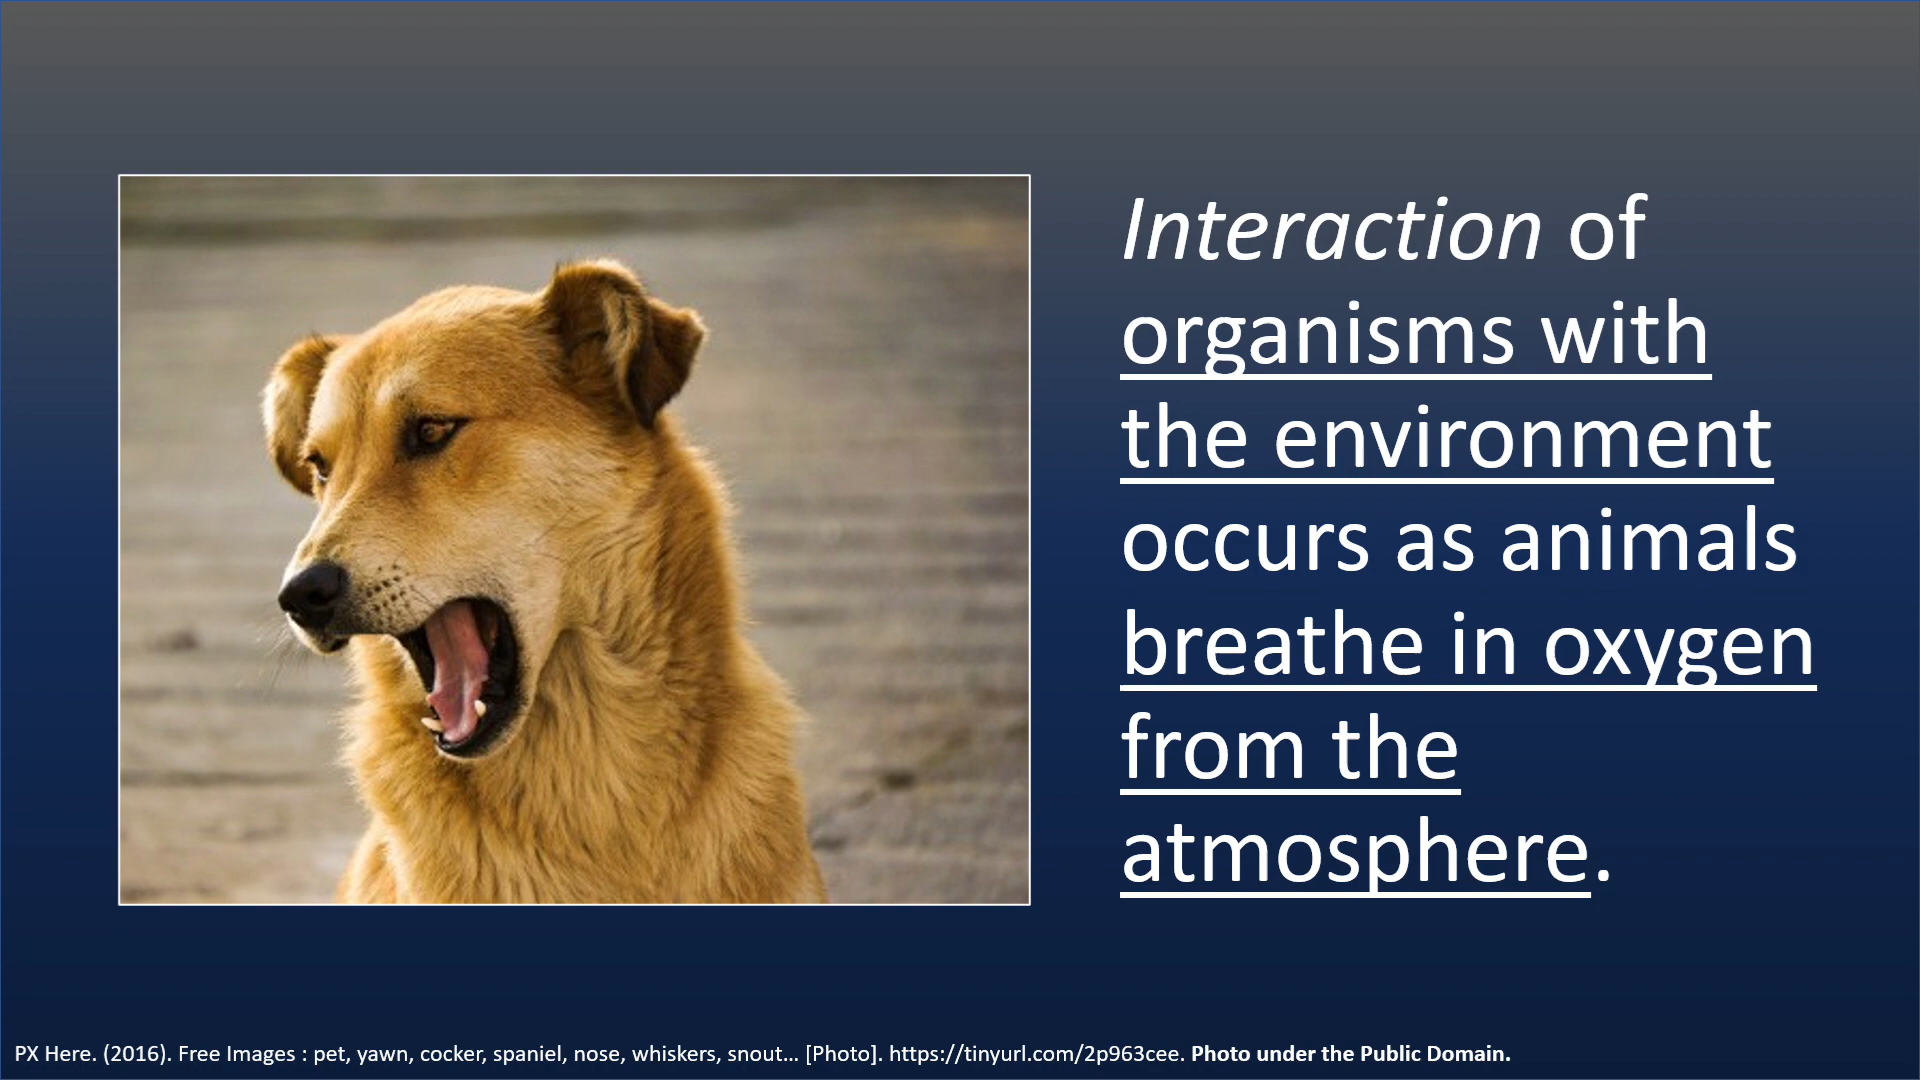 Interaction of
organisms with
the environment
occurs as animals
breathe in oxygen
from the
atmosphere.
PX Here. (2016). Free Images : pet, yawn, cocker, spaniel, nose, whiskers, snout... [Photo]. https://tinyurl.com/2p963cee. Photo under the Public Domain.